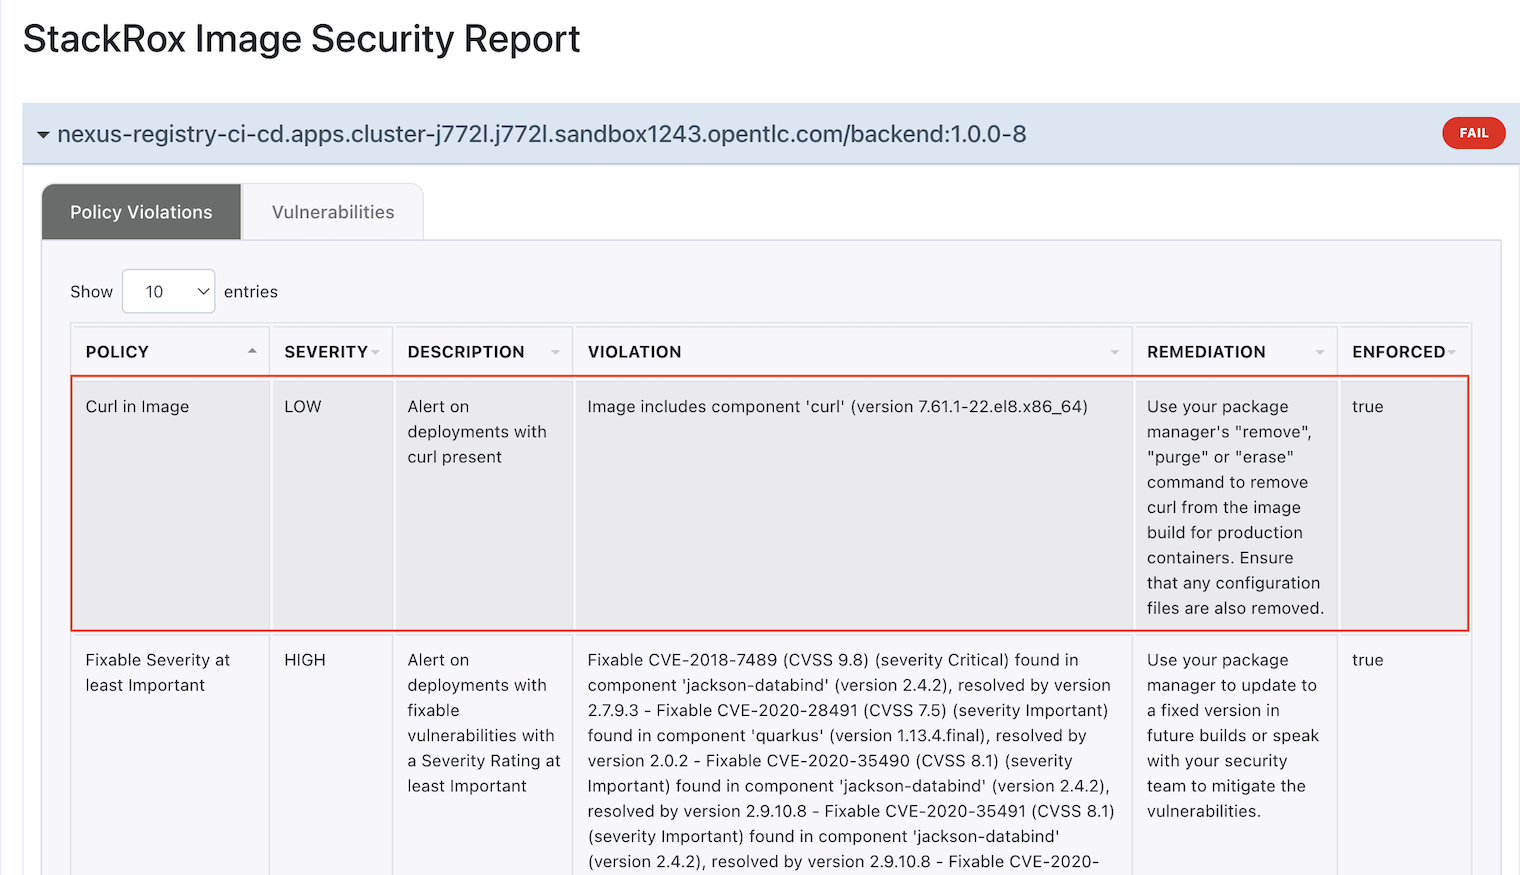 StackRox Image Security Report
nexus-registry-ci-cd.apps.cluster-j772l.j772l.sandbox1243.opentlc.com/backend:1.0.0-8
FAIL
Policy Violations
Vulnerabilities
Show 10 entries
POLICY
SEVERITY
DESCRIPTION
VIOLATION
REMEDIATION
ENFORCED
Curl in Image
LOW
Alert on
deployments with
curl present
Image includes component 'curl' (version 7.61.1-22.el8.x86_64)
Use your package
manager's "remove",
"purge" or "erase"
command to remove
curl from the image
build for production
containers. Ensure
that any configuration
files are also removed.
true
Fixable Severity at
least Important
HIGH
Alert on
deployments with
fixable
vulnerabilities with
a Severity Rating at
least Important
Fixable CVE-2018-7489 (CVSS 9.8) (severity Critical) found in
component 'jackson-databind' (version 2.4.2), resolved by version
2.7.9.3 - Fixable CVE-2020-28491 (CVSS 7.5) (severity Important)
found in component 'quarkus' (version 1.13.4.final), resolved by
version 2.0.2 - Fixable CVE-2020-35490 (CVSS 8.1) (severity
Important) found in component 'jackson-databind' (version 2.4.2),
resolved by version 2.9.10.8 - Fixable CVE-2020-35491 (CVSS 8.1)
(severity Important) found in component 'jackson-databind'
(version 2.4.2), resolved by version 2.9.10.8 - Fixable CVE-2020-
Use your package
manager to update to
a fixed version in
future builds or speak
with your security
team to mitigate the
vulnerabilities.
true